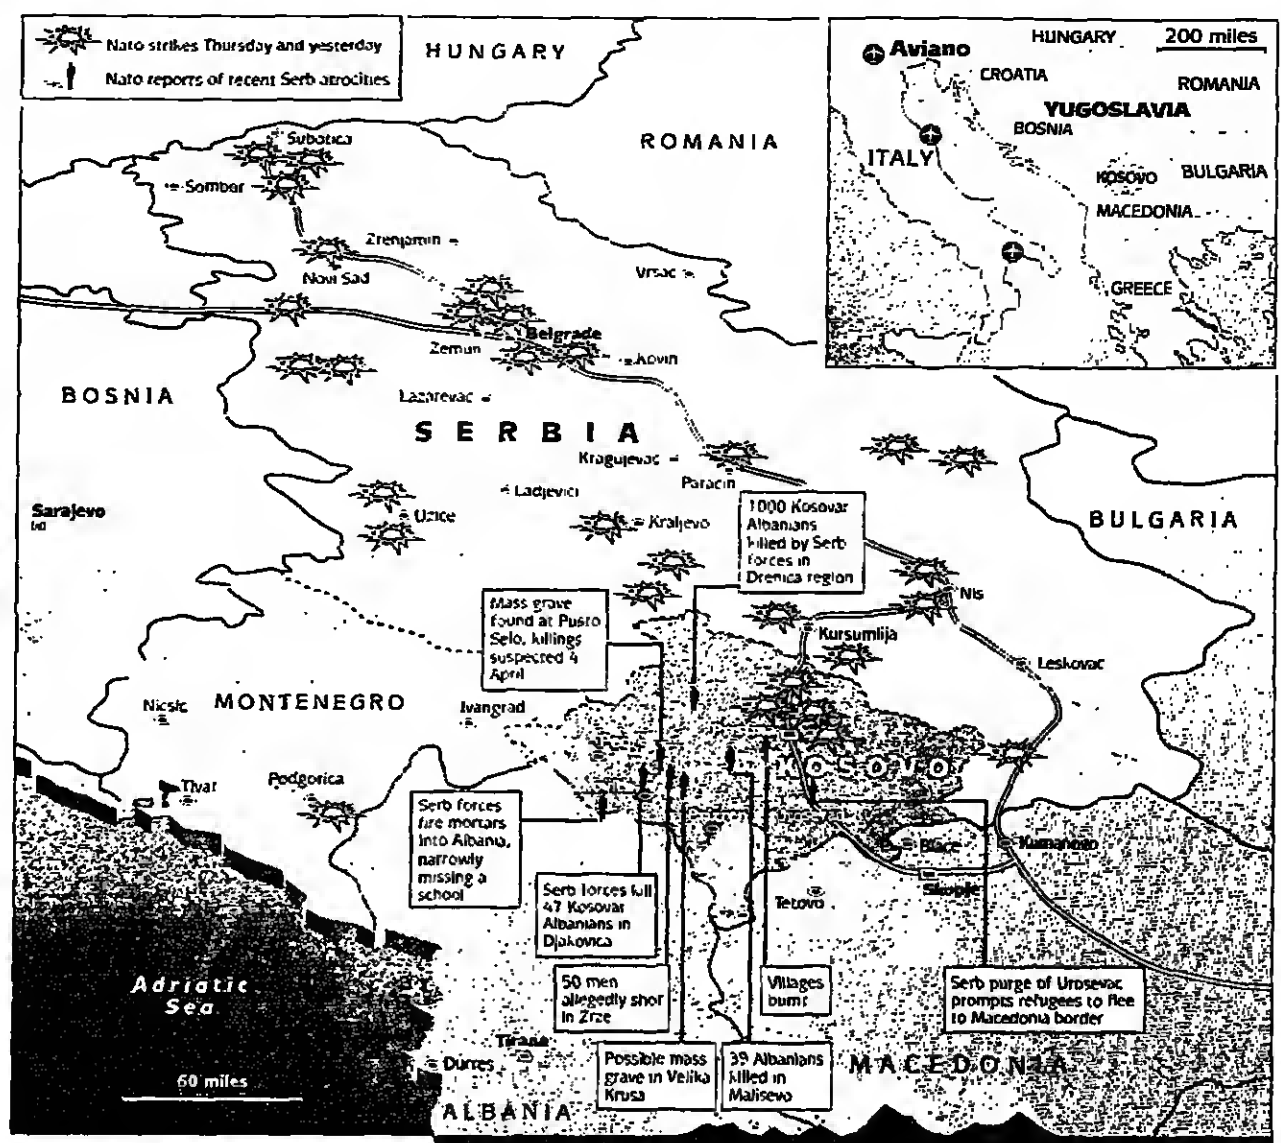 Nato strikes Thursday and yesterday
Nato reports of recent Serb atrocities
HUNGARY
ROMANIA
Subotica
Sombor
Zrenjanin
Novi Sad
Vrsac
Belgrade
Zemun
Kovin
BOSNIA
Lazarevac
SERBIA
Kragujevac
Paracin
Ladjevici
Uzice
Kraljevo
Sarajevo
BULGARIA
Aviano
HUNGARY
200 miles
CROATIA
ROMANIA
YUGOSLAVIA
BOSNIA
ITALY
KOSOVO
BULGARIA
MACEDONIA
GREECE
1000 Kosovar
Albanians
killed by Serb
forces in
Drenica region
Nis
Mass grave
found at Pusto
Selo, killings
suspected 4
April
Kursumlija
Leskovac
MONTENEGRO
Niksic
Ivangrad
KOSOVO
Tivat
Podgorica
Serb forces
fire mortars
into Albania,
narrowly
missing a
school
Blace
Kumanovo
Skopje
Tetovo
Serb forces kill
47 Kosovar
Albanians in
Djakovica
50 men
allegedly shot
in Zrze
Villages
burnt
Serb purge of Urosevac
prompts refugees to flee
to Macedonia border
Adriatic
Sea
Tirana
Durres
Possible mass
grave in Velika
Krusa
39 Albanians
killed in
Malisevo
MACEDONIA
60 miles
ALBANIA